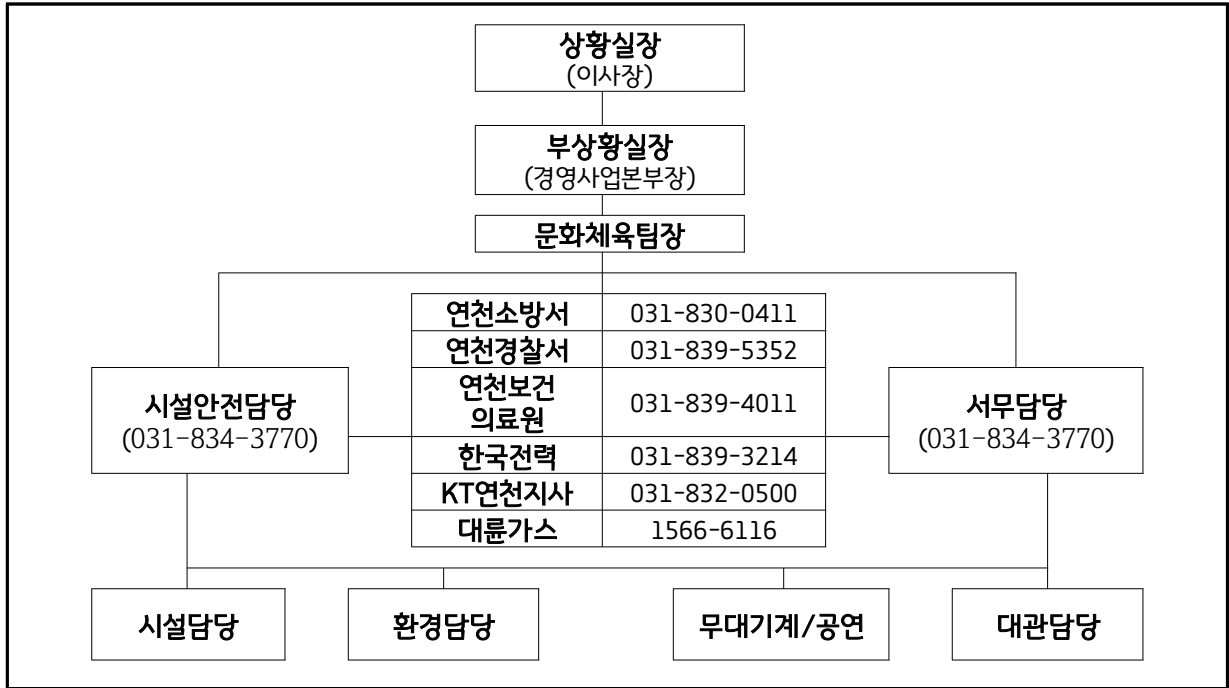 상황실장
(이사장)
부상황실장
(경영사업본부장)
문화체육팀장
연천소방서 031-830-0411
연천경찰서 031-839-5352
연천보건
의료원 031-839-4011
한국전력 031-839-3214
KT연천지사 031-832-0500
대륜가스 1566-6116
시설안전담당
(031-834-3770)
서무담당
(031-834-3770)
시설담당
환경담당
무대기계/공연
대관담당